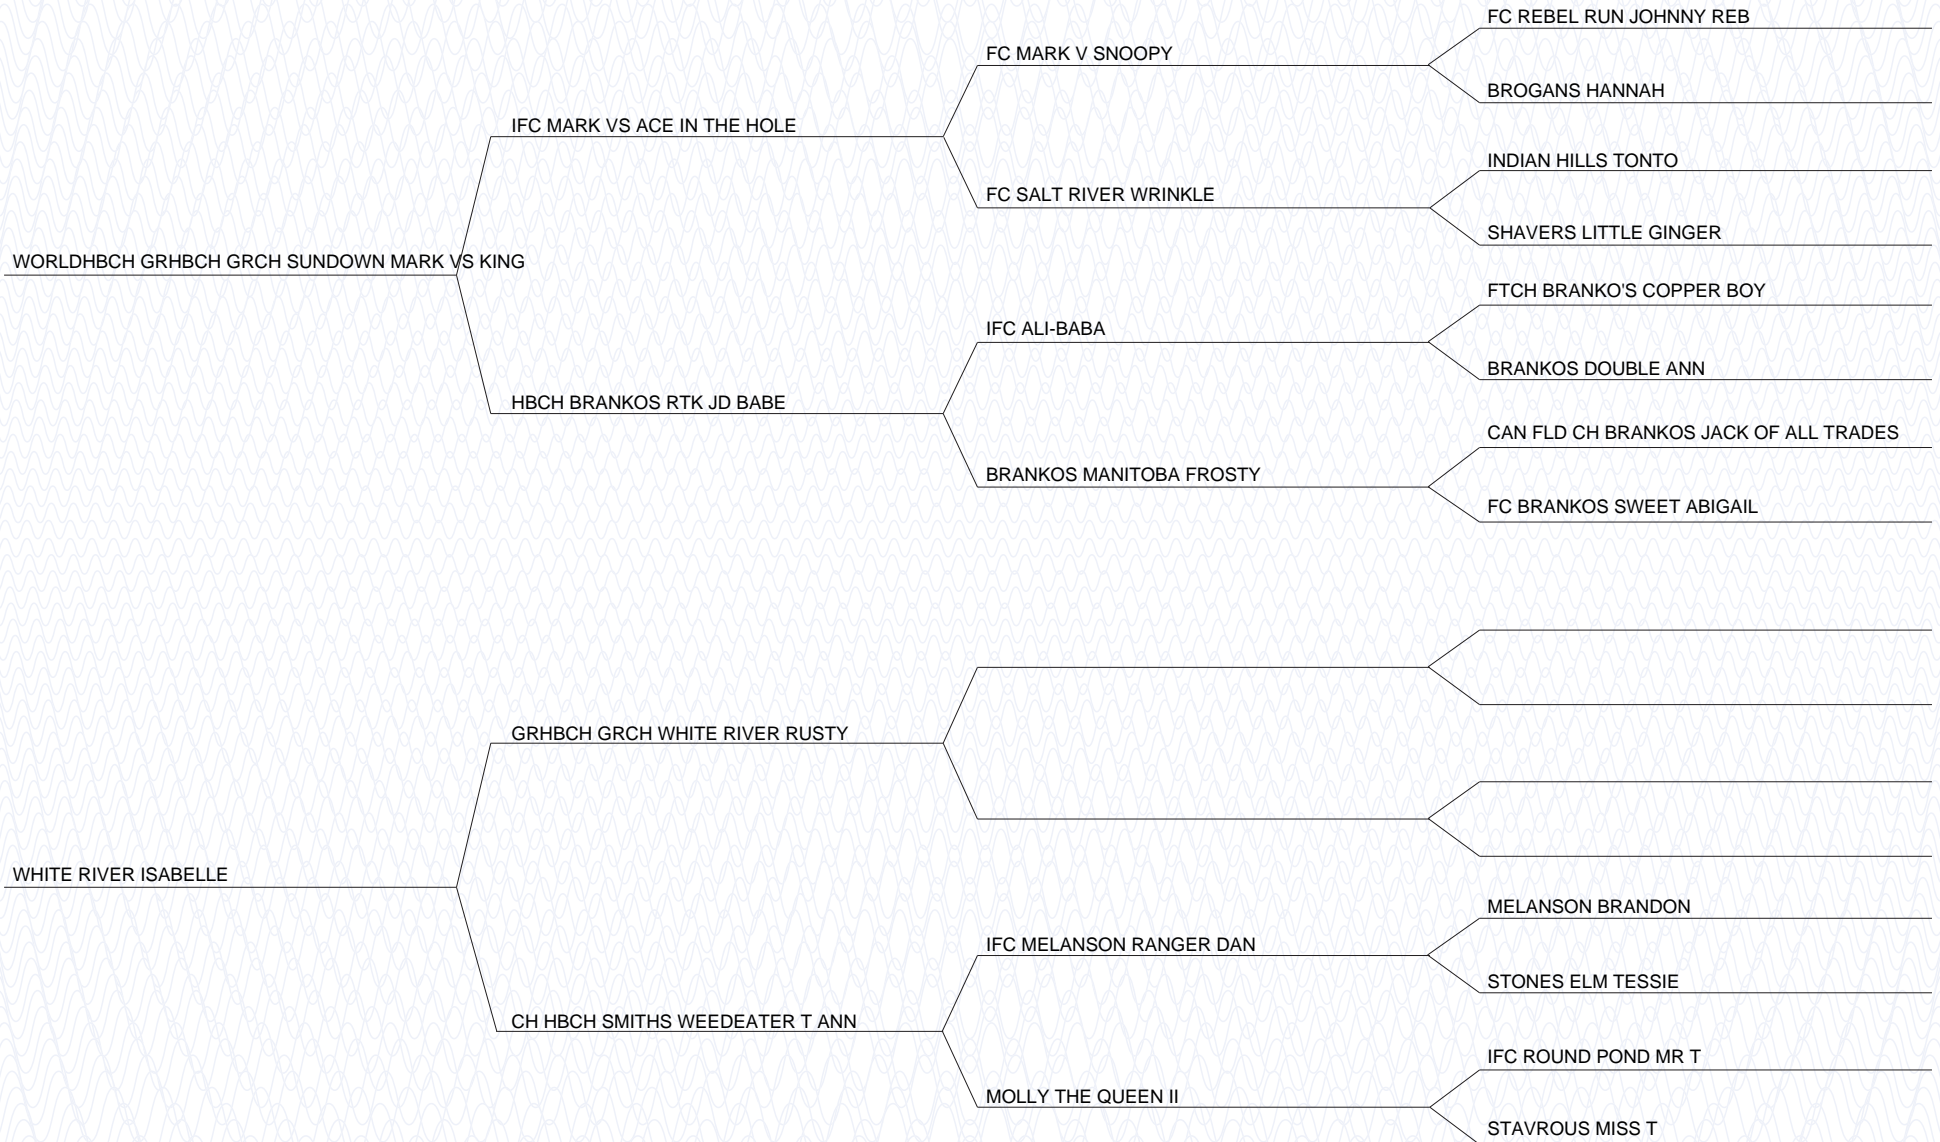 FC REBEL RUN JOHNNY REB
FC MARK V SNOOPY
BROGANS HANNAH
IFC MARK VS ACE IN THE HOLE
INDIAN HILLS TONTO
FC SALT RIVER WRINKLE
SHAVERS LITTLE GINGER
WORLDHBCH GRHBCH GRCH SUNDOWN MARK VS KING
FTCH BRANKO'S COPPER BOY
IFC ALI-BABA
BRANKOS DOUBLE ANN
HBCH BRANKOS RTK JD BABE
CAN FLD CH BRANKOS JACK OF ALL TRADES
BRANKOS MANITOBA FROSTY
FC BRANKOS SWEET ABIGAIL
GRHBCH GRCH WHITE RIVER RUSTY
WHITE RIVER ISABELLE
MELANSON BRANDON
IFC MELANSON RANGER DAN
STONES ELM TESSIE
CH HBCH SMITHS WEEDEATER T ANN
IFC ROUND POND MR T
MOLLY THE QUEEN II
STAVROUS MISS T